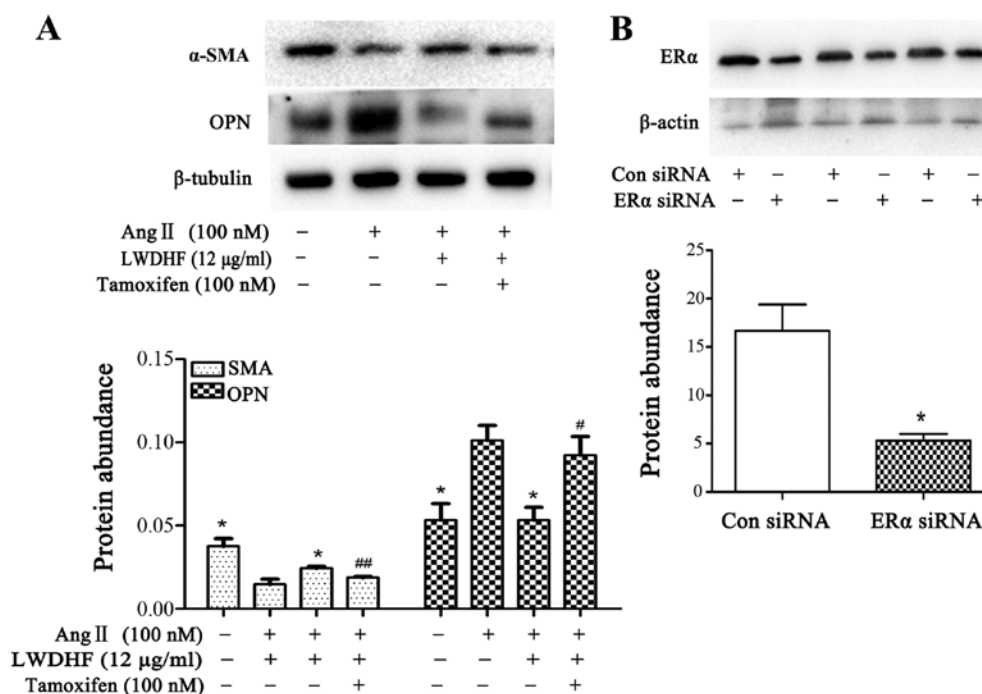 A
α-SMA
OPN
β-tubulin
Ang Ⅱ (100 nM) − + + +
LWDHF (12 μg/ml) − − + +
Tamoxifen (100 nM) − − − +
Protein abundance
0.15
0.10
0.05
0.00
SMA
OPN
* * ## * * #
Ang Ⅱ (100 nM) − + + + − + + +
LWDHF (12 μg/ml) − + + + − − + +
Tamoxifen (100 nM) − − − + − − − +
B
ERα
β-actin
Con siRNA + − + − + −
ERα siRNA − + − + − +
Protein abundance
25
20
15
10
5
0
*
Con siRNA ERα siRNA